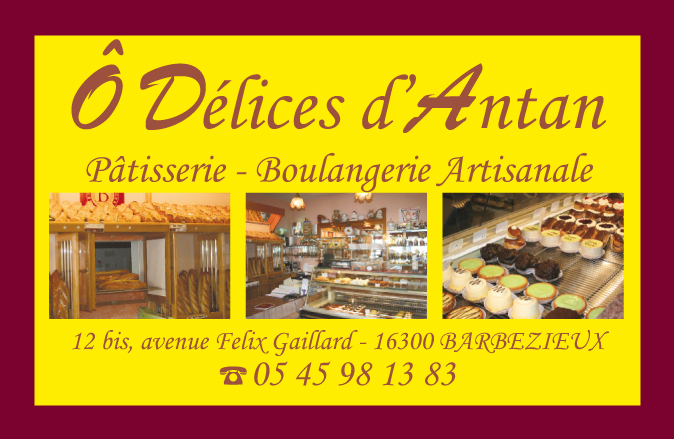 Ô Délices d'Antan
Pâtisserie - Boulangerie Artisanale
D
12 bis, avenue Felix Gaillard - 16300 BARBEZIEUX
☎ 05 45 98 13 83